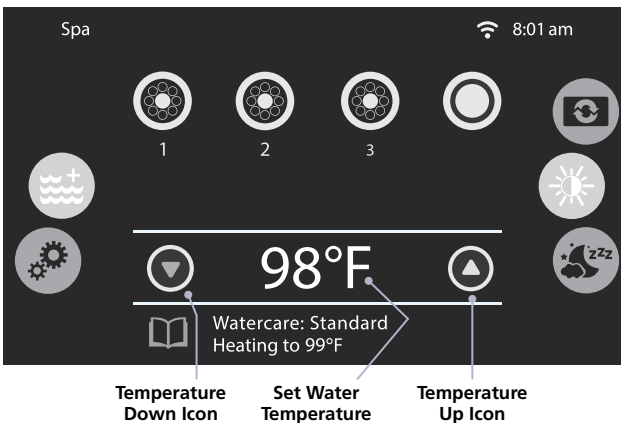 Spa
8:01 am
1
2
3
zzz
98°F
Watercare: Standard
Heating to 99°F
Temperature
Down Icon
Set Water
Temperature
Temperature
Up Icon